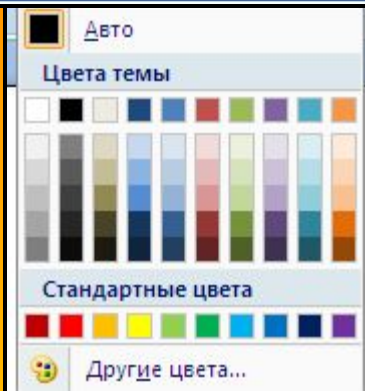 Авто
Цвета темы
Стандартные цвета
Другие цвета...